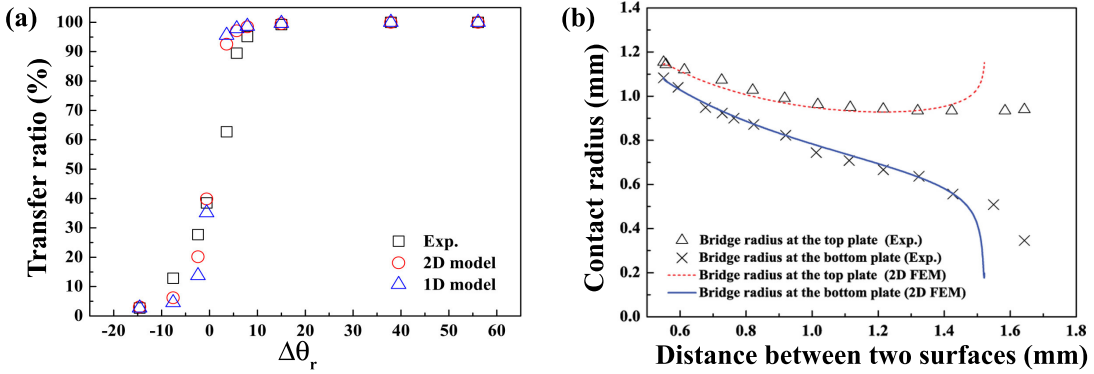 (a)
Transfer ratio (%)
100
90
80
70
60
50
40
30
20
10
0
-20 -10 0 10 20 30 40 50 60
Δθr
Exp.
2D model
1D model
(b)
Contact radius (mm)
1.4
1.2
1.0
0.8
0.6
0.4
0.2
0.0
0.6 0.8 1.0 1.2 1.4 1.6 1.8
Distance between two surfaces (mm)
Bridge radius at the top plate (Exp.)
Bridge radius at the bottom plate (Exp.)
Bridge radius at the top plate (2D FEM)
Bridge radius at the bottom plate (2D FEM)